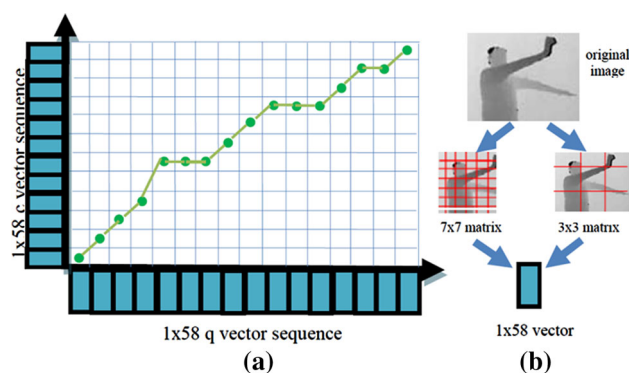 1x58 c vector sequence
1x58 q vector sequence
(a)
original
image
7x7 matrix
3x3 matrix
1x58 vector
(b)